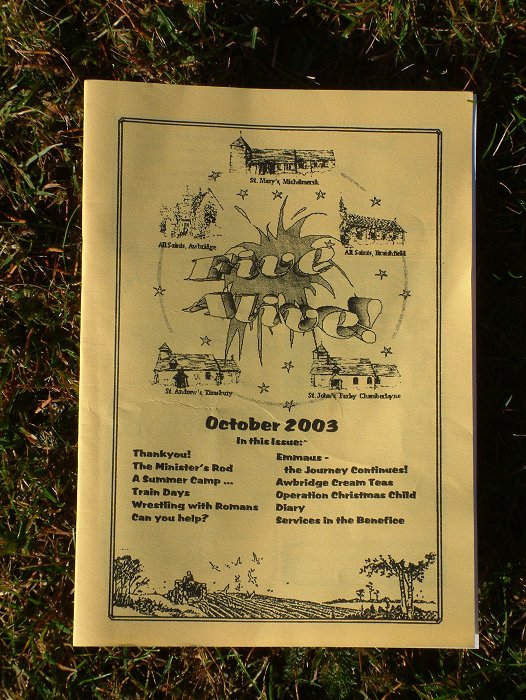 St. Mary's, Michelmersh
All Saints, Awbridge
All Saints, Braishfield
Five
Alive!
St. Andrew's Timsbury
St. John's, Farley Chamberlayne
October 2003
In this Issue:~
Thankyou!
The Minister's Rod
A Summer Camp ...
Train Days
Wrestling with Romans
Can you help?
Emmaus -
the Journey Continues!
Awbridge Cream Teas
Operation Christmas Child
Diary
Services in the Benefice